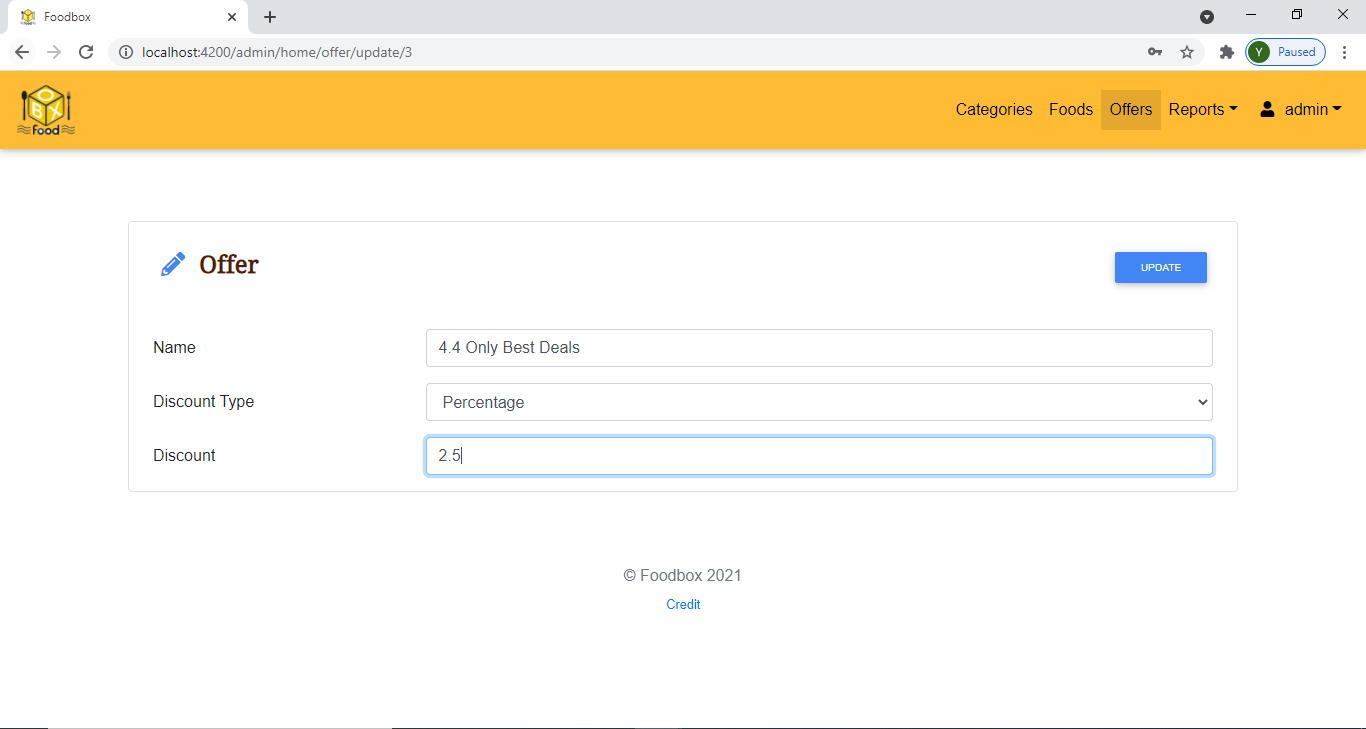 Foodbox
localhost:4200/admin/home/offer/update/3
Y Paused
OBX
Food
Categories Foods Offers Reports admin
Offer
UPDATE
Name 4.4 Only Best Deals
Discount Type Percentage
Discount 2.5
© Foodbox 2021
Credit